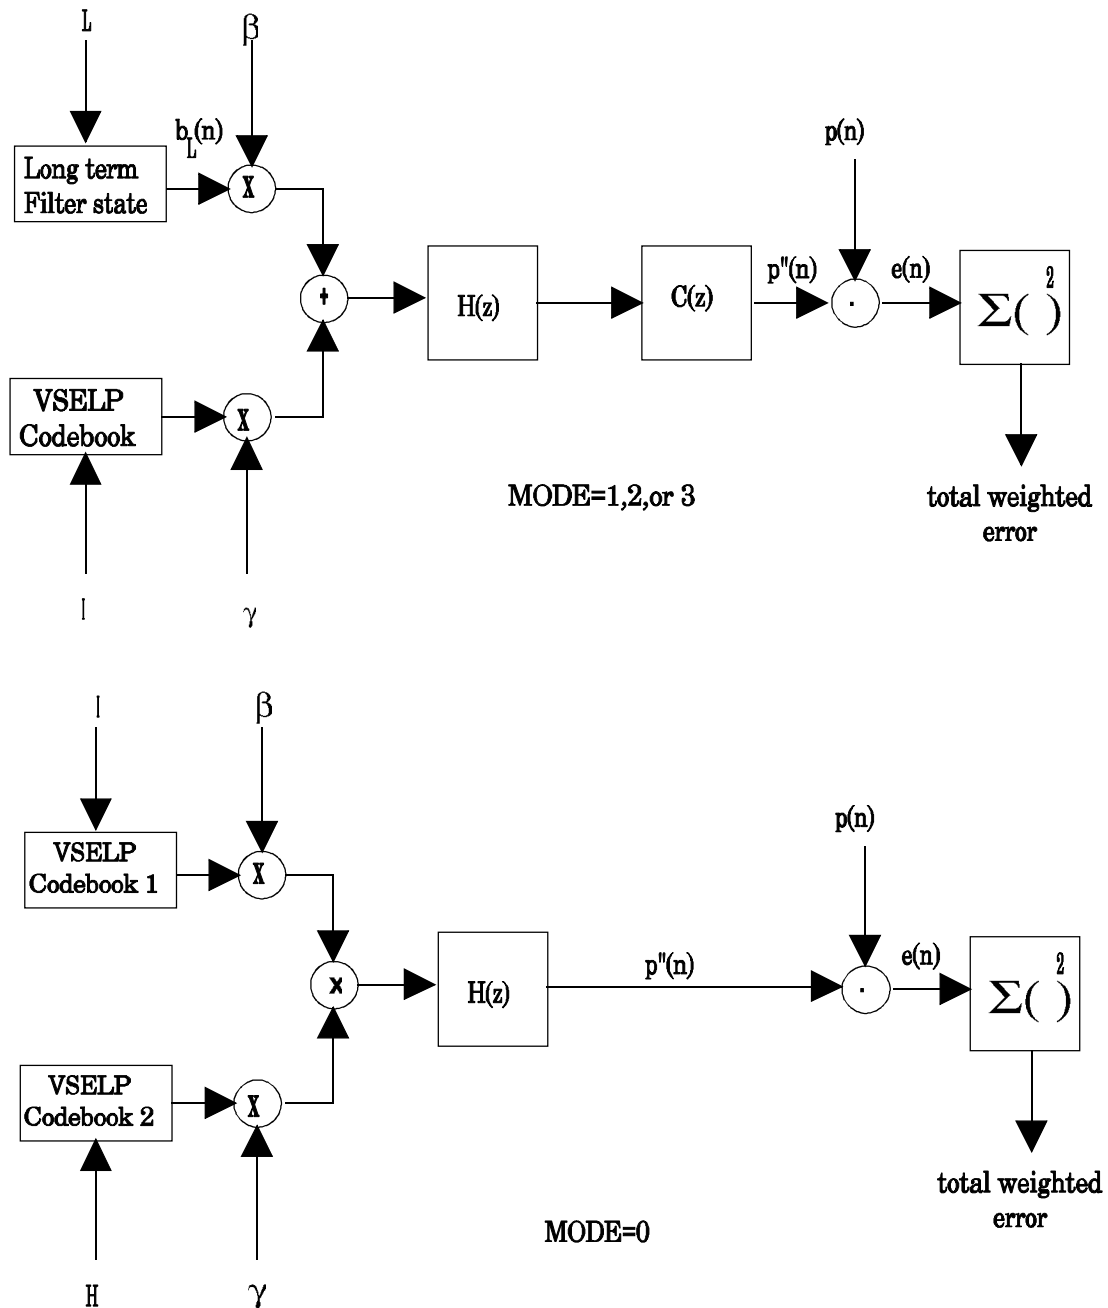 L
β
b_L(n)
Long term
Filter state
X
p(n)
+
H(z)
C(z)
p"(n)
.
e(n)
Σ( )²
VSELP
Codebook
X
MODE=1,2,or 3
total weighted
error
I
γ
I
β
VSELP
Codebook 1
X
p(n)
x
H(z)
p"(n)
.
e(n)
Σ( )²
VSELP
Codebook 2
X
total weighted
error
MODE=0
H
γ